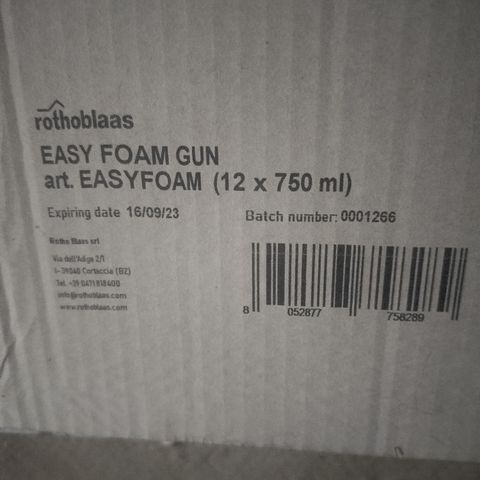 rothoblaas
EASY FOAM GUN
art. EASYFOAM (12 x 750 ml)
Expiring date 16/09/23 Batch number: 0001266
Rotho Blaas srl
Via dell'Adige 2/1
I-39040 Cortaccia (BZ)
Tel. +39 0471 818400
info@rothoblaas.com
www.rothoblaas.com
8 052877 758289